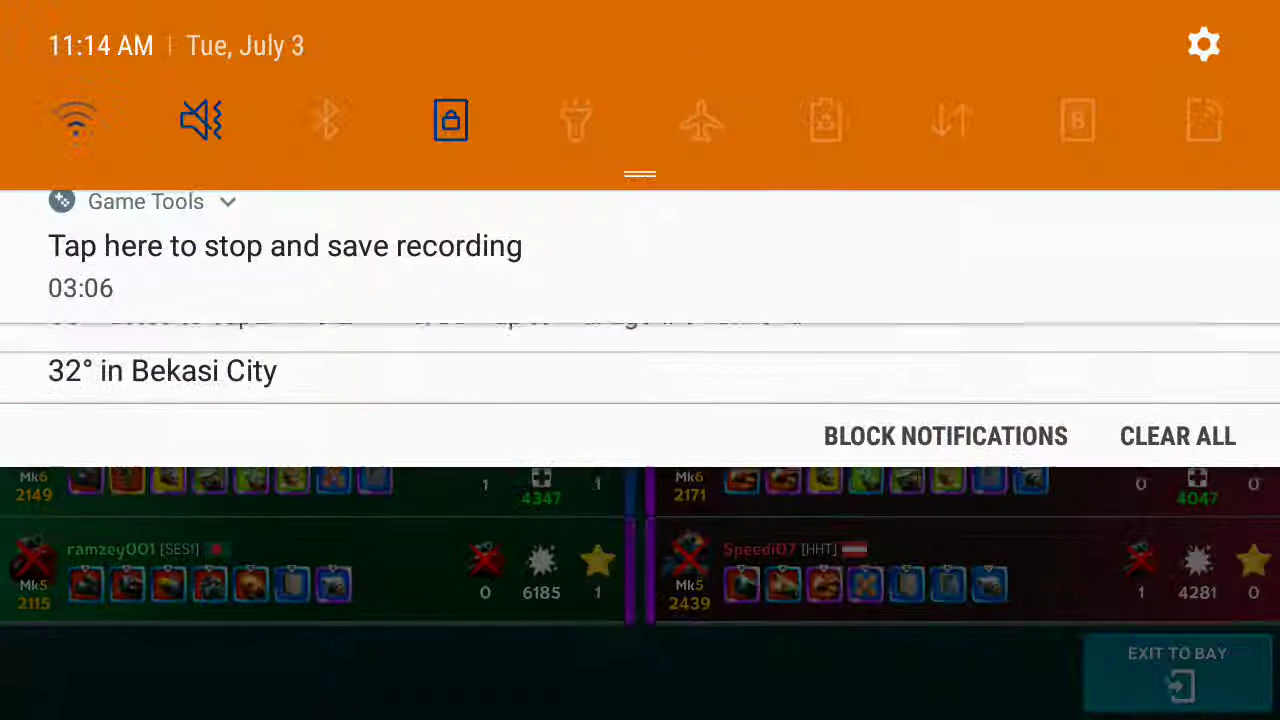 11:14 AM | Tue, July 3
B
Game Tools
Tap here to stop and save recording
03:06
32° in Bekasi City
BLOCK NOTIFICATIONS CLEAR ALL
Mk6 1 1 Mk6 0 0
2149 4347 2171 4047
ramzey001 [SES!] Speedi07 [HHT]
Mk5 0 6185 1 Mk5 1 4281 0
2115 2439
EXIT TO BAY